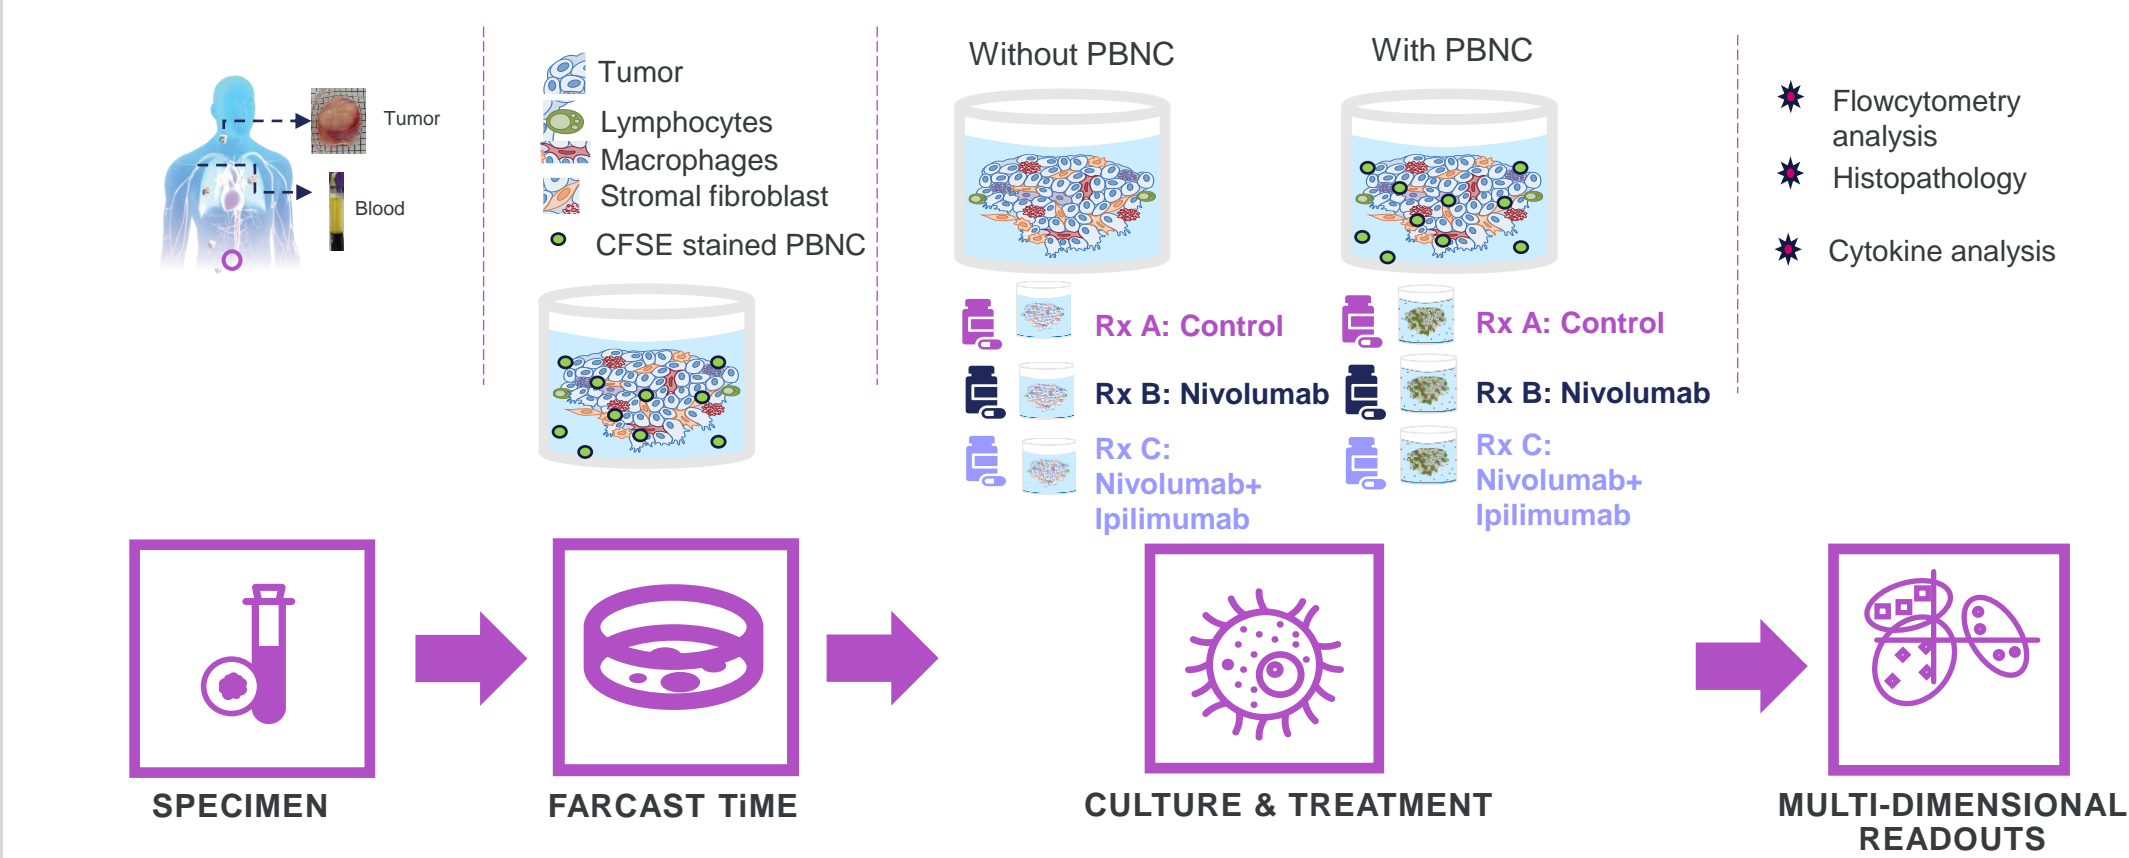 Tumor
Blood
Tumor
Lymphocytes
Macrophages
Stromal fibroblast
CFSE stained PBNC
Without PBNC
Rx A: Control
Rx B: Nivolumab
Rx C:
Nivolumab+
Ipilimumab
With PBNC
Rx A: Control
Rx B: Nivolumab
Rx C:
Nivolumab+
Ipilimumab
Flowcytometry
analysis
Histopathology
Cytokine analysis
SPECIMEN
FARCAST TiME
CULTURE & TREATMENT
MULTI-DIMENSIONAL
READOUTS